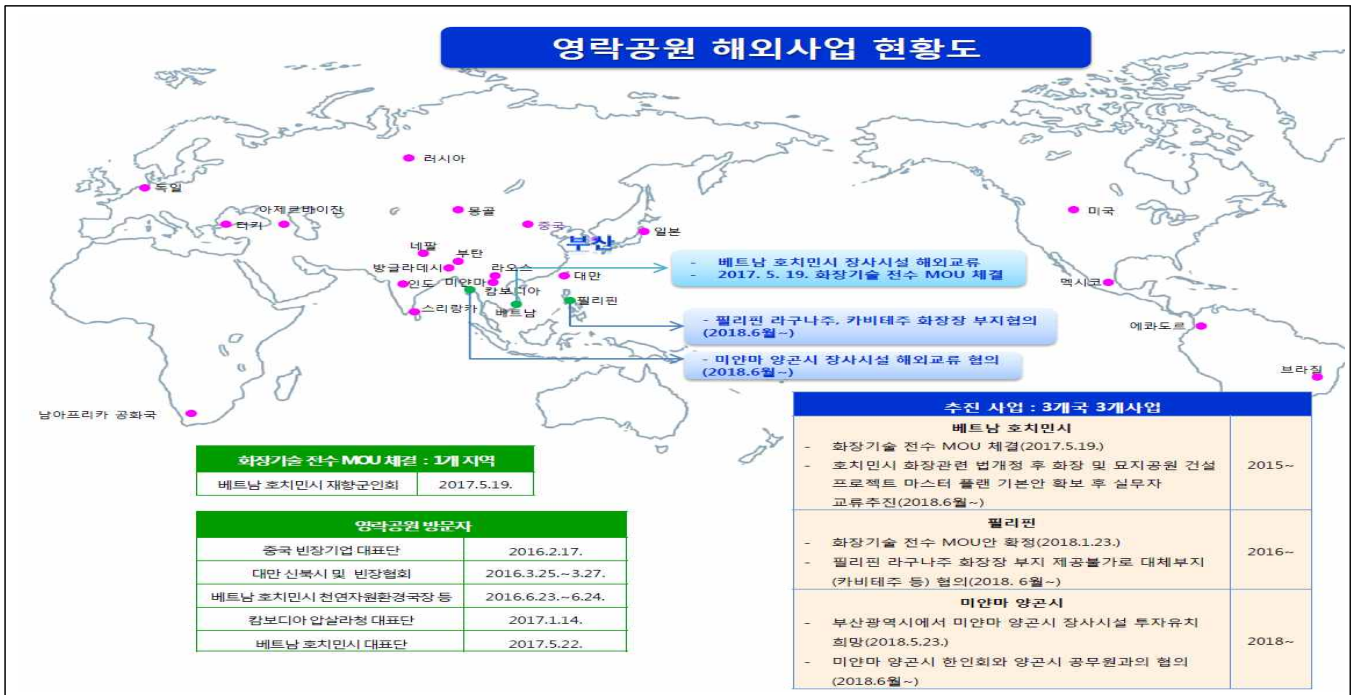 영락공원 해외사업 현황도
러시아
독일
아제르바이잔
터키
몽골
중국
부산
일본
미국
네팔
부탄
방글라데시
라오스
인도
미얀마
캄보디아
대만
스리랑카
베트남
필리핀
멕시코
에콰도르
브라질
남아프리카 공화국
- 베트남 호치민시 장사시설 해외교류
- 2017. 5. 19. 화장기술 전수 MOU 체결
- 필리핀 라구나주, 카비테주 화장장 부지협의
(2018.6월~)
- 미얀마 양곤시 장사시설 해외교류 협의
(2018.6월~)
화장기술 전수 MOU 체결 : 1개 지역
베트남 호치민시 재향군인회 2017.5.19.
영락공원 방문자
중국 빈장기업 대표단 2016.2.17.
대만 신북시 및 빈장협회 2016.3.25.~3.27.
베트남 호치민시 천연자원환경국장 등 2016.6.23.~6.24.
캄보디아 압살라청 대표단 2017.1.14.
베트남 호치민시 대표단 2017.5.22.
추진 사업 : 3개국 3개사업
베트남 호치민시
- 화장기술 전수 MOU 체결(2017.5.19.)
- 호치민시 화장관련 법개정 후 화장 및 묘지공원 건설
프로젝트 마스터 플랜 기본안 확보 후 실무자
교류추진(2018.6월~)
2015~
필리핀
- 화장기술 전수 MOU안 확정(2018.1.23.)
- 필리핀 라구나주 화장장 부지 제공불가로 대체부지
(카비테주 등) 협의(2018. 6월~)
2016~
미얀마 양곤시
- 부산광역시에서 미얀마 양곤시 장사시설 투자유치
희망(2018.5.23.)
- 미얀마 양곤시 한인회와 양곤시 공무원과의 협의
(2018.6월~)
2018~